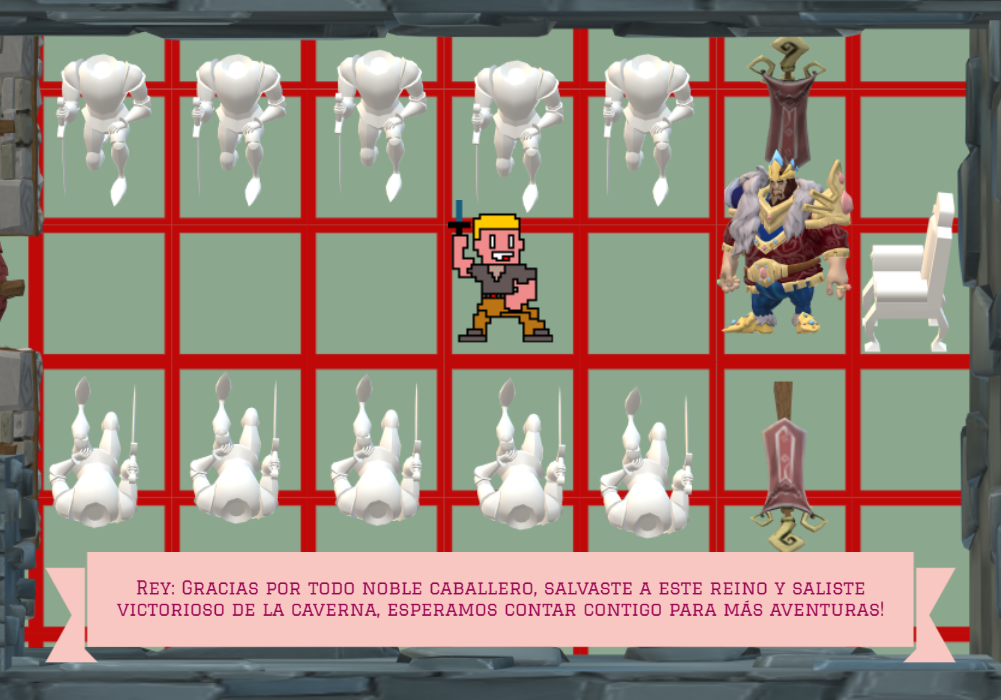 Rey: Gracias por todo noble caballero, salvaste a este reino y saliste
victorioso de la caverna, esperamos contar contigo para más aventuras!